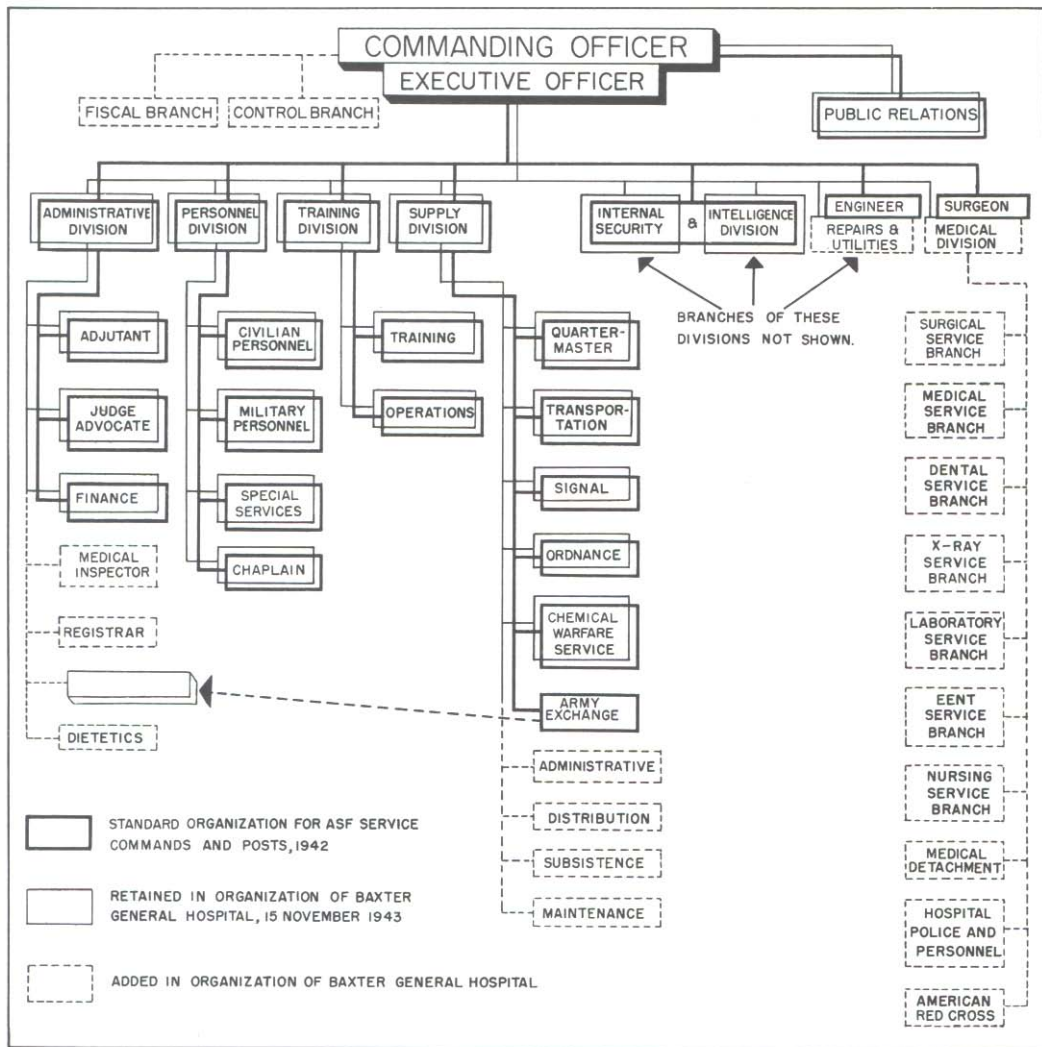 COMMANDING OFFICER
EXECUTIVE OFFICER
FISCAL BRANCH
CONTROL BRANCH
PUBLIC RELATIONS
ADMINISTRATIVE
DIVISION
PERSONNEL
DIVISION
TRAINING
DIVISION
SUPPLY
DIVISION
INTERNAL
SECURITY
&
INTELLIGENCE
DIVISION
ENGINEER
REPAIRS &
UTILITIES
SURGEON
MEDICAL
DIVISION
BRANCHES OF THESE
DIVISIONS NOT SHOWN.
ADJUTANT
JUDGE
ADVOCATE
FINANCE
MEDICAL
INSPECTOR
REGISTRAR
DIETETICS
CIVILIAN
PERSONNEL
MILITARY
PERSONNEL
SPECIAL
SERVICES
CHAPLAIN
TRAINING
OPERATIONS
QUARTER-
MASTER
TRANSPOR-
TATION
SIGNAL
ORDNANCE
CHEMICAL
WARFARE
SERVICE
ARMY
EXCHANGE
ADMINISTRATIVE
DISTRIBUTION
SUBSISTENCE
MAINTENANCE
SURGICAL
SERVICE
BRANCH
MEDICAL
SERVICE
BRANCH
DENTAL
SERVICE
BRANCH
X-RAY
SERVICE
BRANCH
LABORATORY
SERVICE
BRANCH
EENT
SERVICE
BRANCH
NURSING
SERVICE
BRANCH
MEDICAL
DETACHMENT
HOSPITAL
POLICE AND
PERSONNEL
AMERICAN
RED CROSS
STANDARD ORGANIZATION FOR ASF SERVICE
COMMANDS AND POSTS, 1942
RETAINED IN ORGANIZATION OF BAXTER
GENERAL HOSPITAL, 15 NOVEMBER 1943
ADDED IN ORGANIZATION OF BAXTER GENERAL HOSPITAL